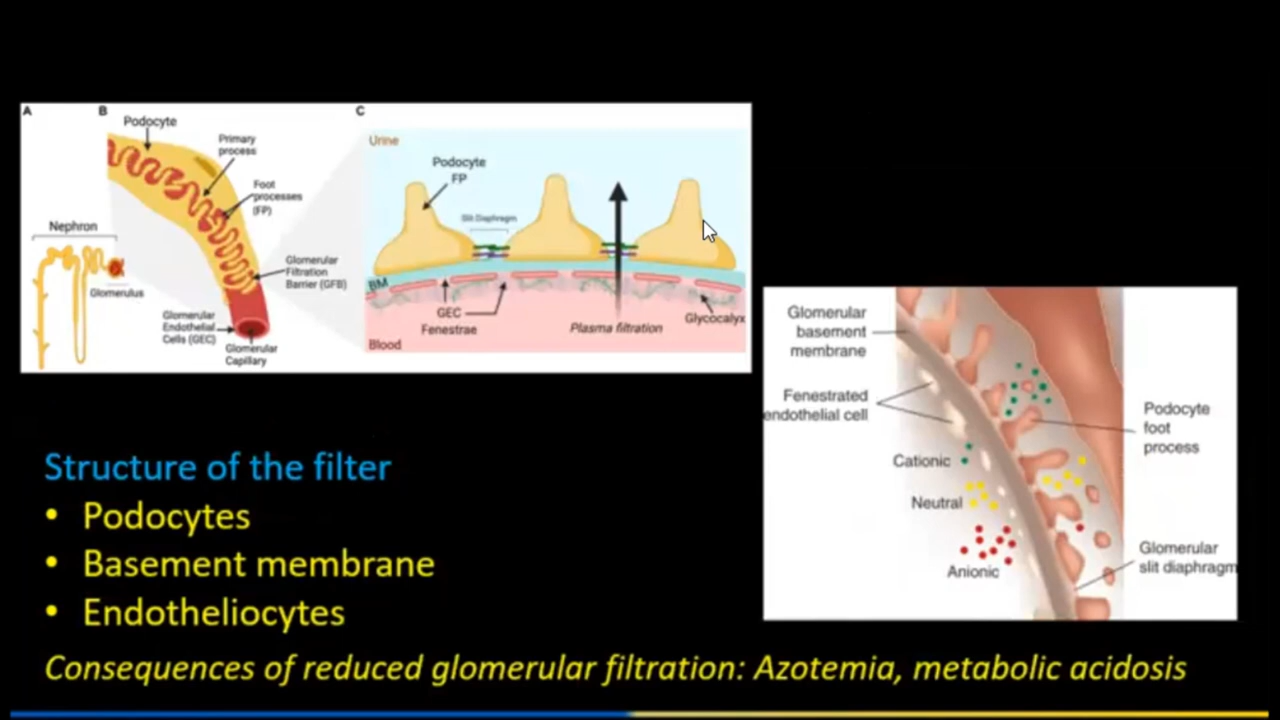 A
B
C
Podocyte
Primary
process
Foot
processes
(FP)
Nephron
Glomerulus
Glomerular
Filtration
Barrier (GFB)
Glomerular
Endothelial
Cells (GEC)
Glomerular
Capillary
Urine
Podocyte
FP
Slit Diaphragm
BM
GEC
Fenestrae
Plasma filtration
Glycocalyx
Blood
Glomerular
basement
membrane
Fenestrated
endothelial cell
Cationic
Neutral
Anionic
Podocyte
foot
process
Glomerular
slit diaphragm
Structure of the filter
• Podocytes
• Basement membrane
• Endotheliocytes
Consequences of reduced glomerular filtration: Azotemia, metabolic acidosis